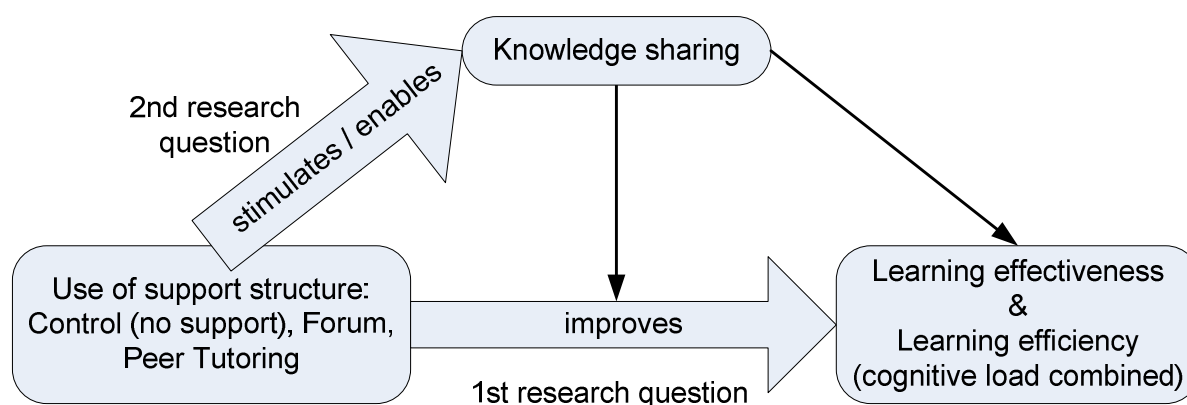 Knowledge sharing
2nd research
question
stimulates / enables
Use of support structure:
Control (no support), Forum,
Peer Tutoring
improves
1st research question
Learning effectiveness
&
Learning efficiency
(cognitive load combined)